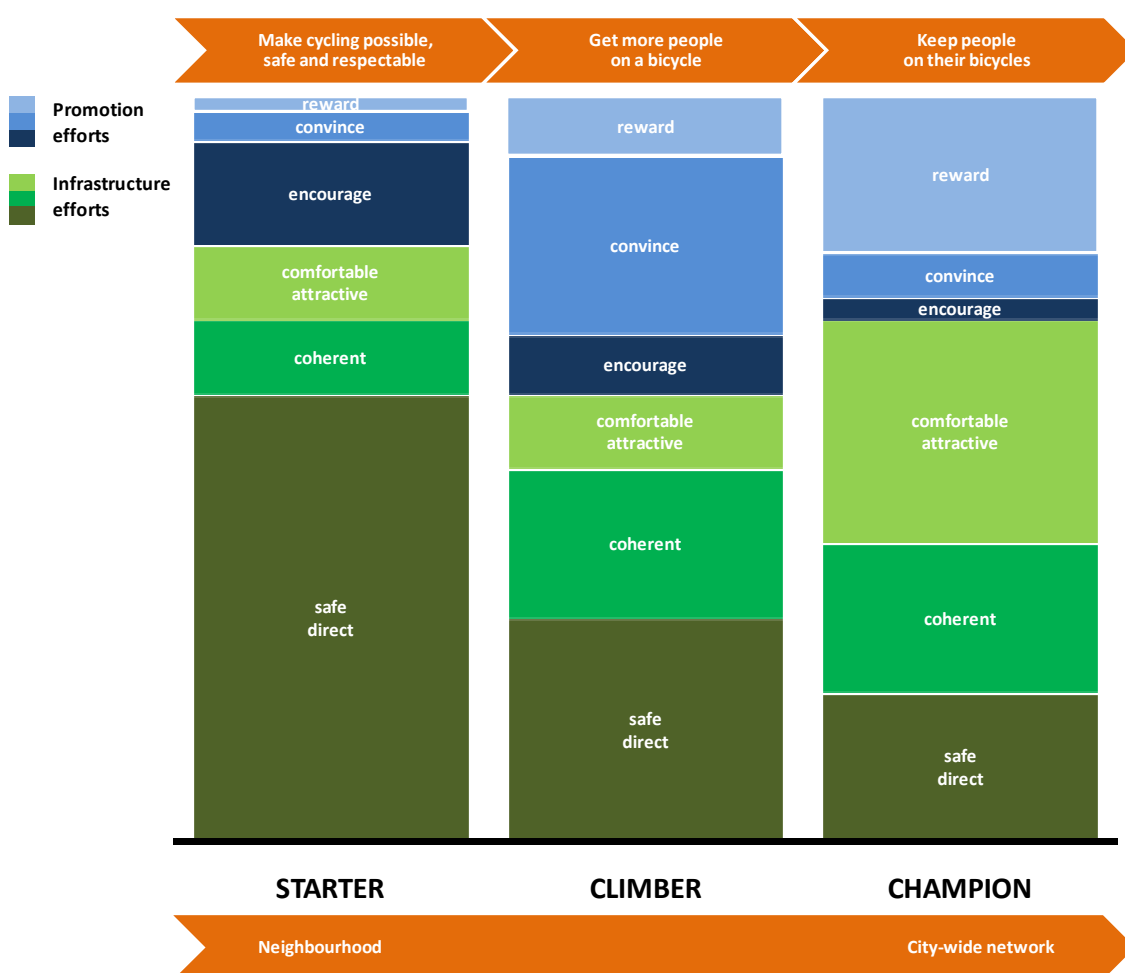 Make cycling possible,
safe and respectable
Get more people
on a bicycle
Keep people
on their bicycles
Promotion
efforts
Infrastructure
efforts
reward
convince
encourage
comfortable
attractive
coherent
safe
direct
reward
convince
encourage
comfortable
attractive
coherent
safe
direct
reward
convince
encourage
comfortable
attractive
coherent
safe
direct
STARTER
CLIMBER
CHAMPION
Neighbourhood
City-wide network